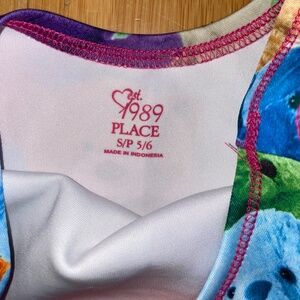 est.
1989
PLACE
S/P 5/6
MADE IN INDONESIA